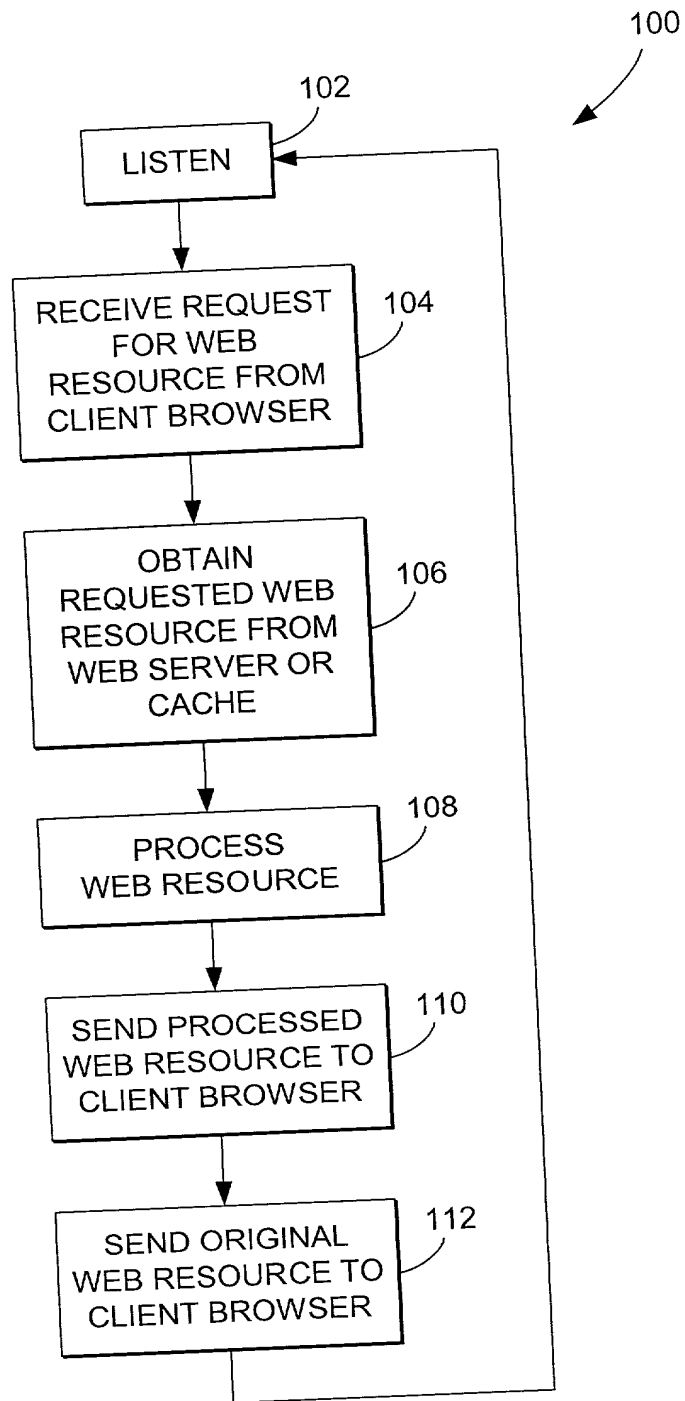 100
102
LISTEN
RECEIVE REQUEST
FOR WEB
RESOURCE FROM
CLIENT BROWSER
104
OBTAIN
REQUESTED WEB
RESOURCE FROM
WEB SERVER OR
CACHE
106
PROCESS
WEB RESOURCE
108
SEND PROCESSED
WEB RESOURCE TO
CLIENT BROWSER
110
SEND ORIGINAL
WEB RESOURCE TO
CLIENT BROWSER
112